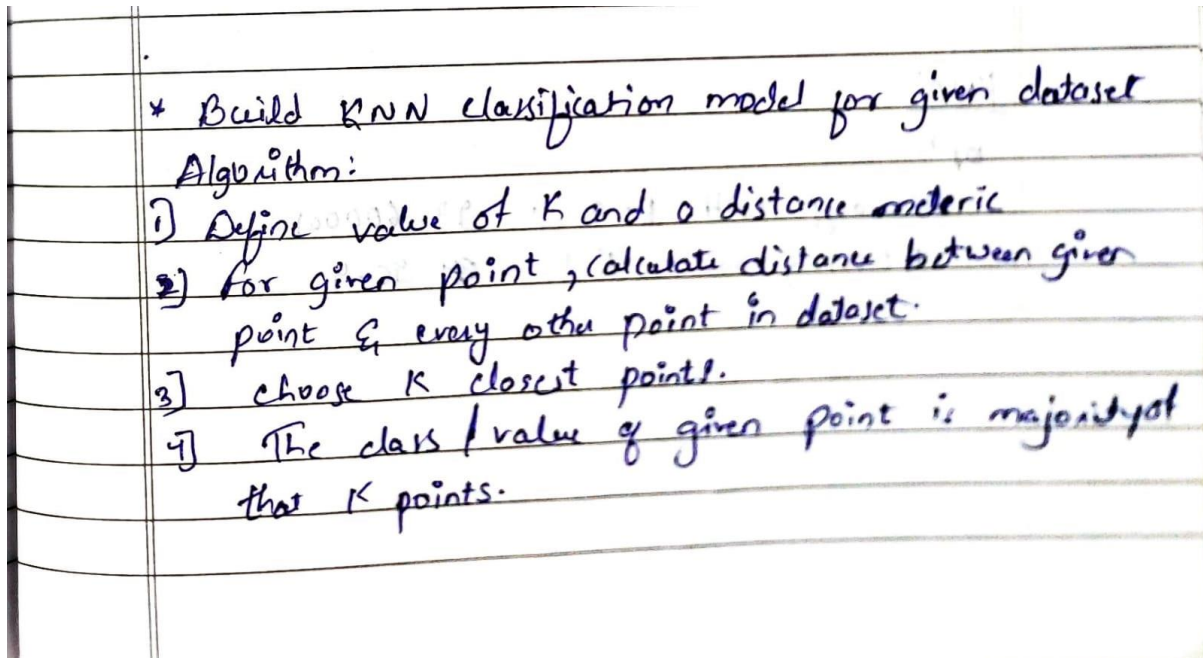 * Build KNN classification model for given dataset
Algorithm:
1) Define value of K and a distance meteric
2) for given point, calculate distance between given
point & every other point in dataset.
3] choose K closest points.
4] The class / value of given point is majority of
that K points.